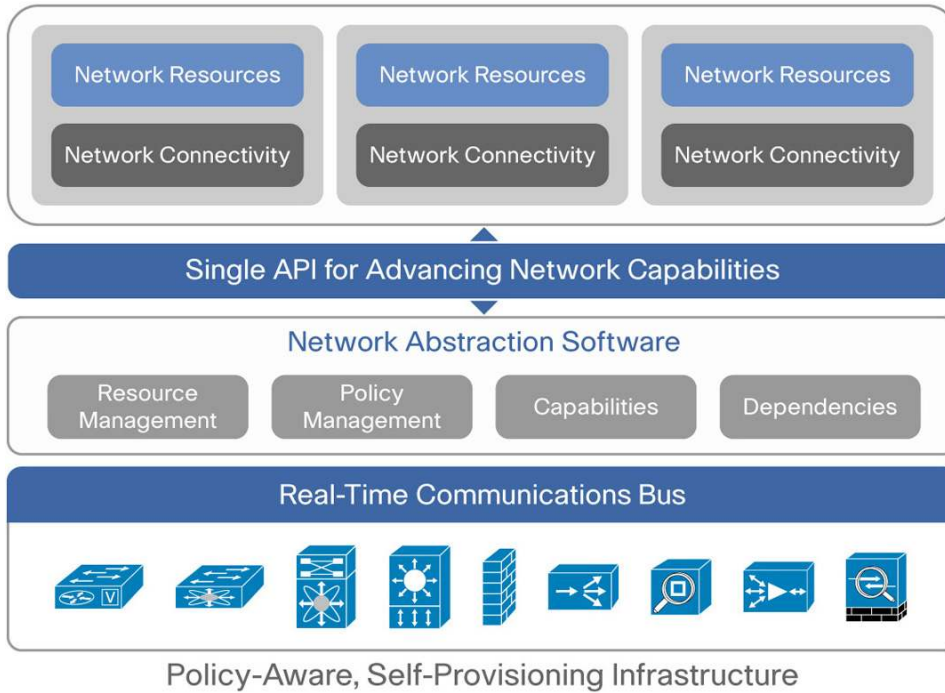 Network Resources
Network Resources
Network Resources
Network Connectivity
Network Connectivity
Network Connectivity
Single API for Advancing Network Capabilities
Network Abstraction Software
Resource
Management
Policy
Management
Capabilities
Dependencies
Real-Time Communications Bus
V
Policy-Aware, Self-Provisioning Infrastructure